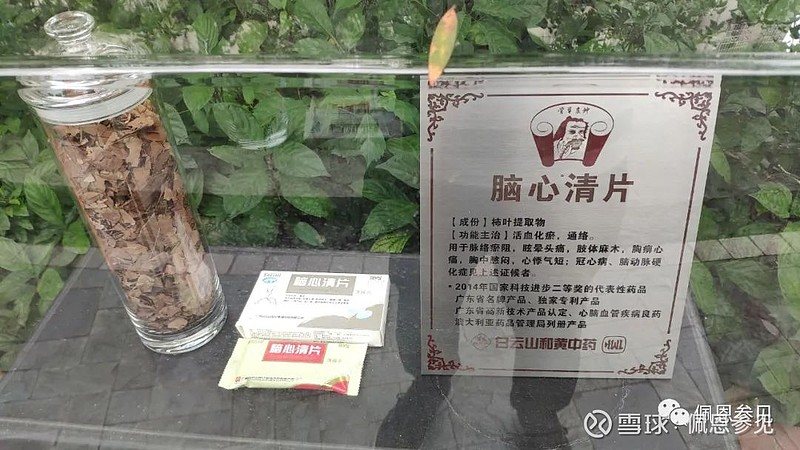 脑心清片
【成份】柿叶提取物
【功能主治】活血化瘀,通络。
用于脉络瘀阻,眩晕头痛,肢体麻木,胸痹心
痛,胸中憋闷,心悸气短;冠心病、脑动脉硬
化症见上述证候者。
·2014年国家科技进步二等奖的代表性药品
广东省名牌产品、独家专利产品
广东省高新技术产品认定、心脑血管疾病良药
澳大利亚药品管理局列册产品
白云山和黄中药
脑心清片
脑心清片
佩恩参见
雪球:佩恩参见